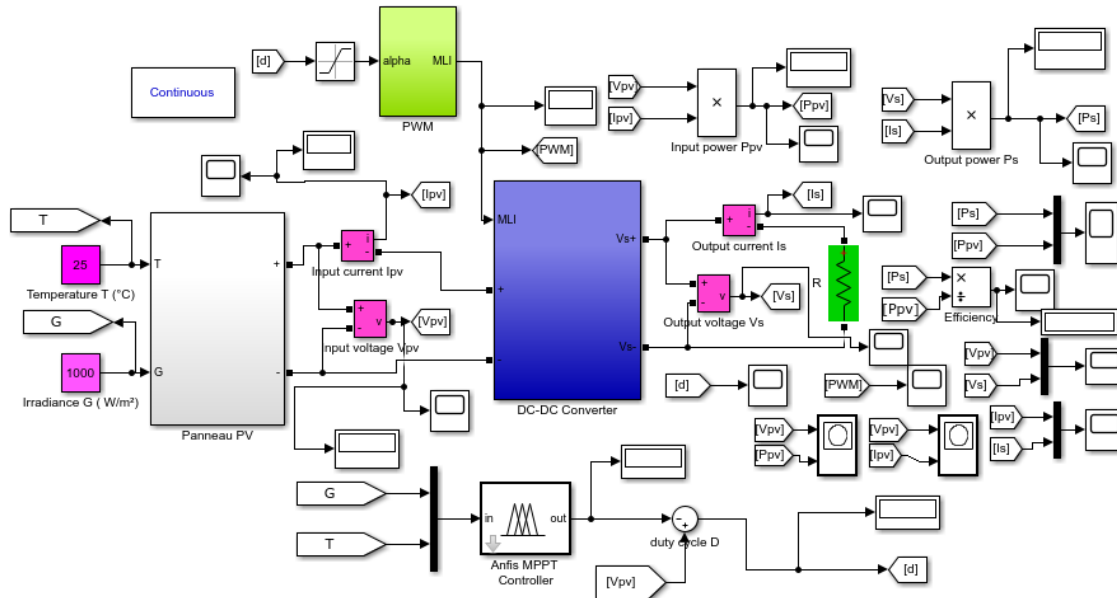 [d]
alpha
MLI
PWM
Continuous
[Vpv]
[Ipv]
×
Input power Ppv
[Ppv]
[Vs]
[Is]
×
Output power Ps
[Ps]
[PWM]
[Ipv]
T
25
Temperature T (°C)
G
1000
Irradiance G ( W/m²)
T
G
+
-
Panneau PV
+
i
-
Input current Ipv
+
-
v
Input voltage Vpv
[Vpv]
MLI
+
-
Vs+
Vs-
DC-DC Converter
+
i
-
Output current Is
[Is]
+
-
v
Output voltage Vs
[Vs]
R
+
[Ps]
[Ppv]
[Ps]
[Ppv]
×
÷
Efficiency
[Vpv]
[Vs]
[Ipv]
[Is]
[d]
[PWM]
[Vpv]
[Ppv]
[Vpv]
[Ipv]
G
T
in
out
Anfis MPPT
Controller
-
+
duty cycle D
[Vpv]
[d]